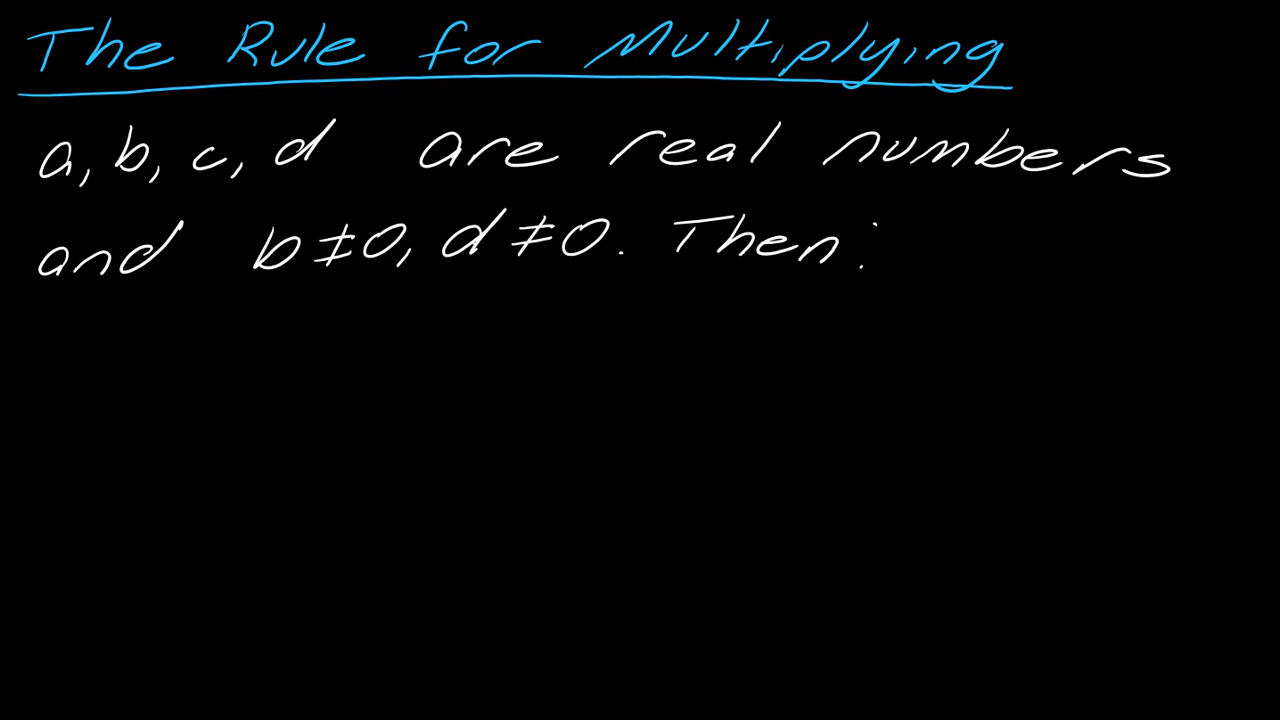 The Rule for Multiplying
a, b, c, d are real numbers
and b≠0, d≠0. Then: